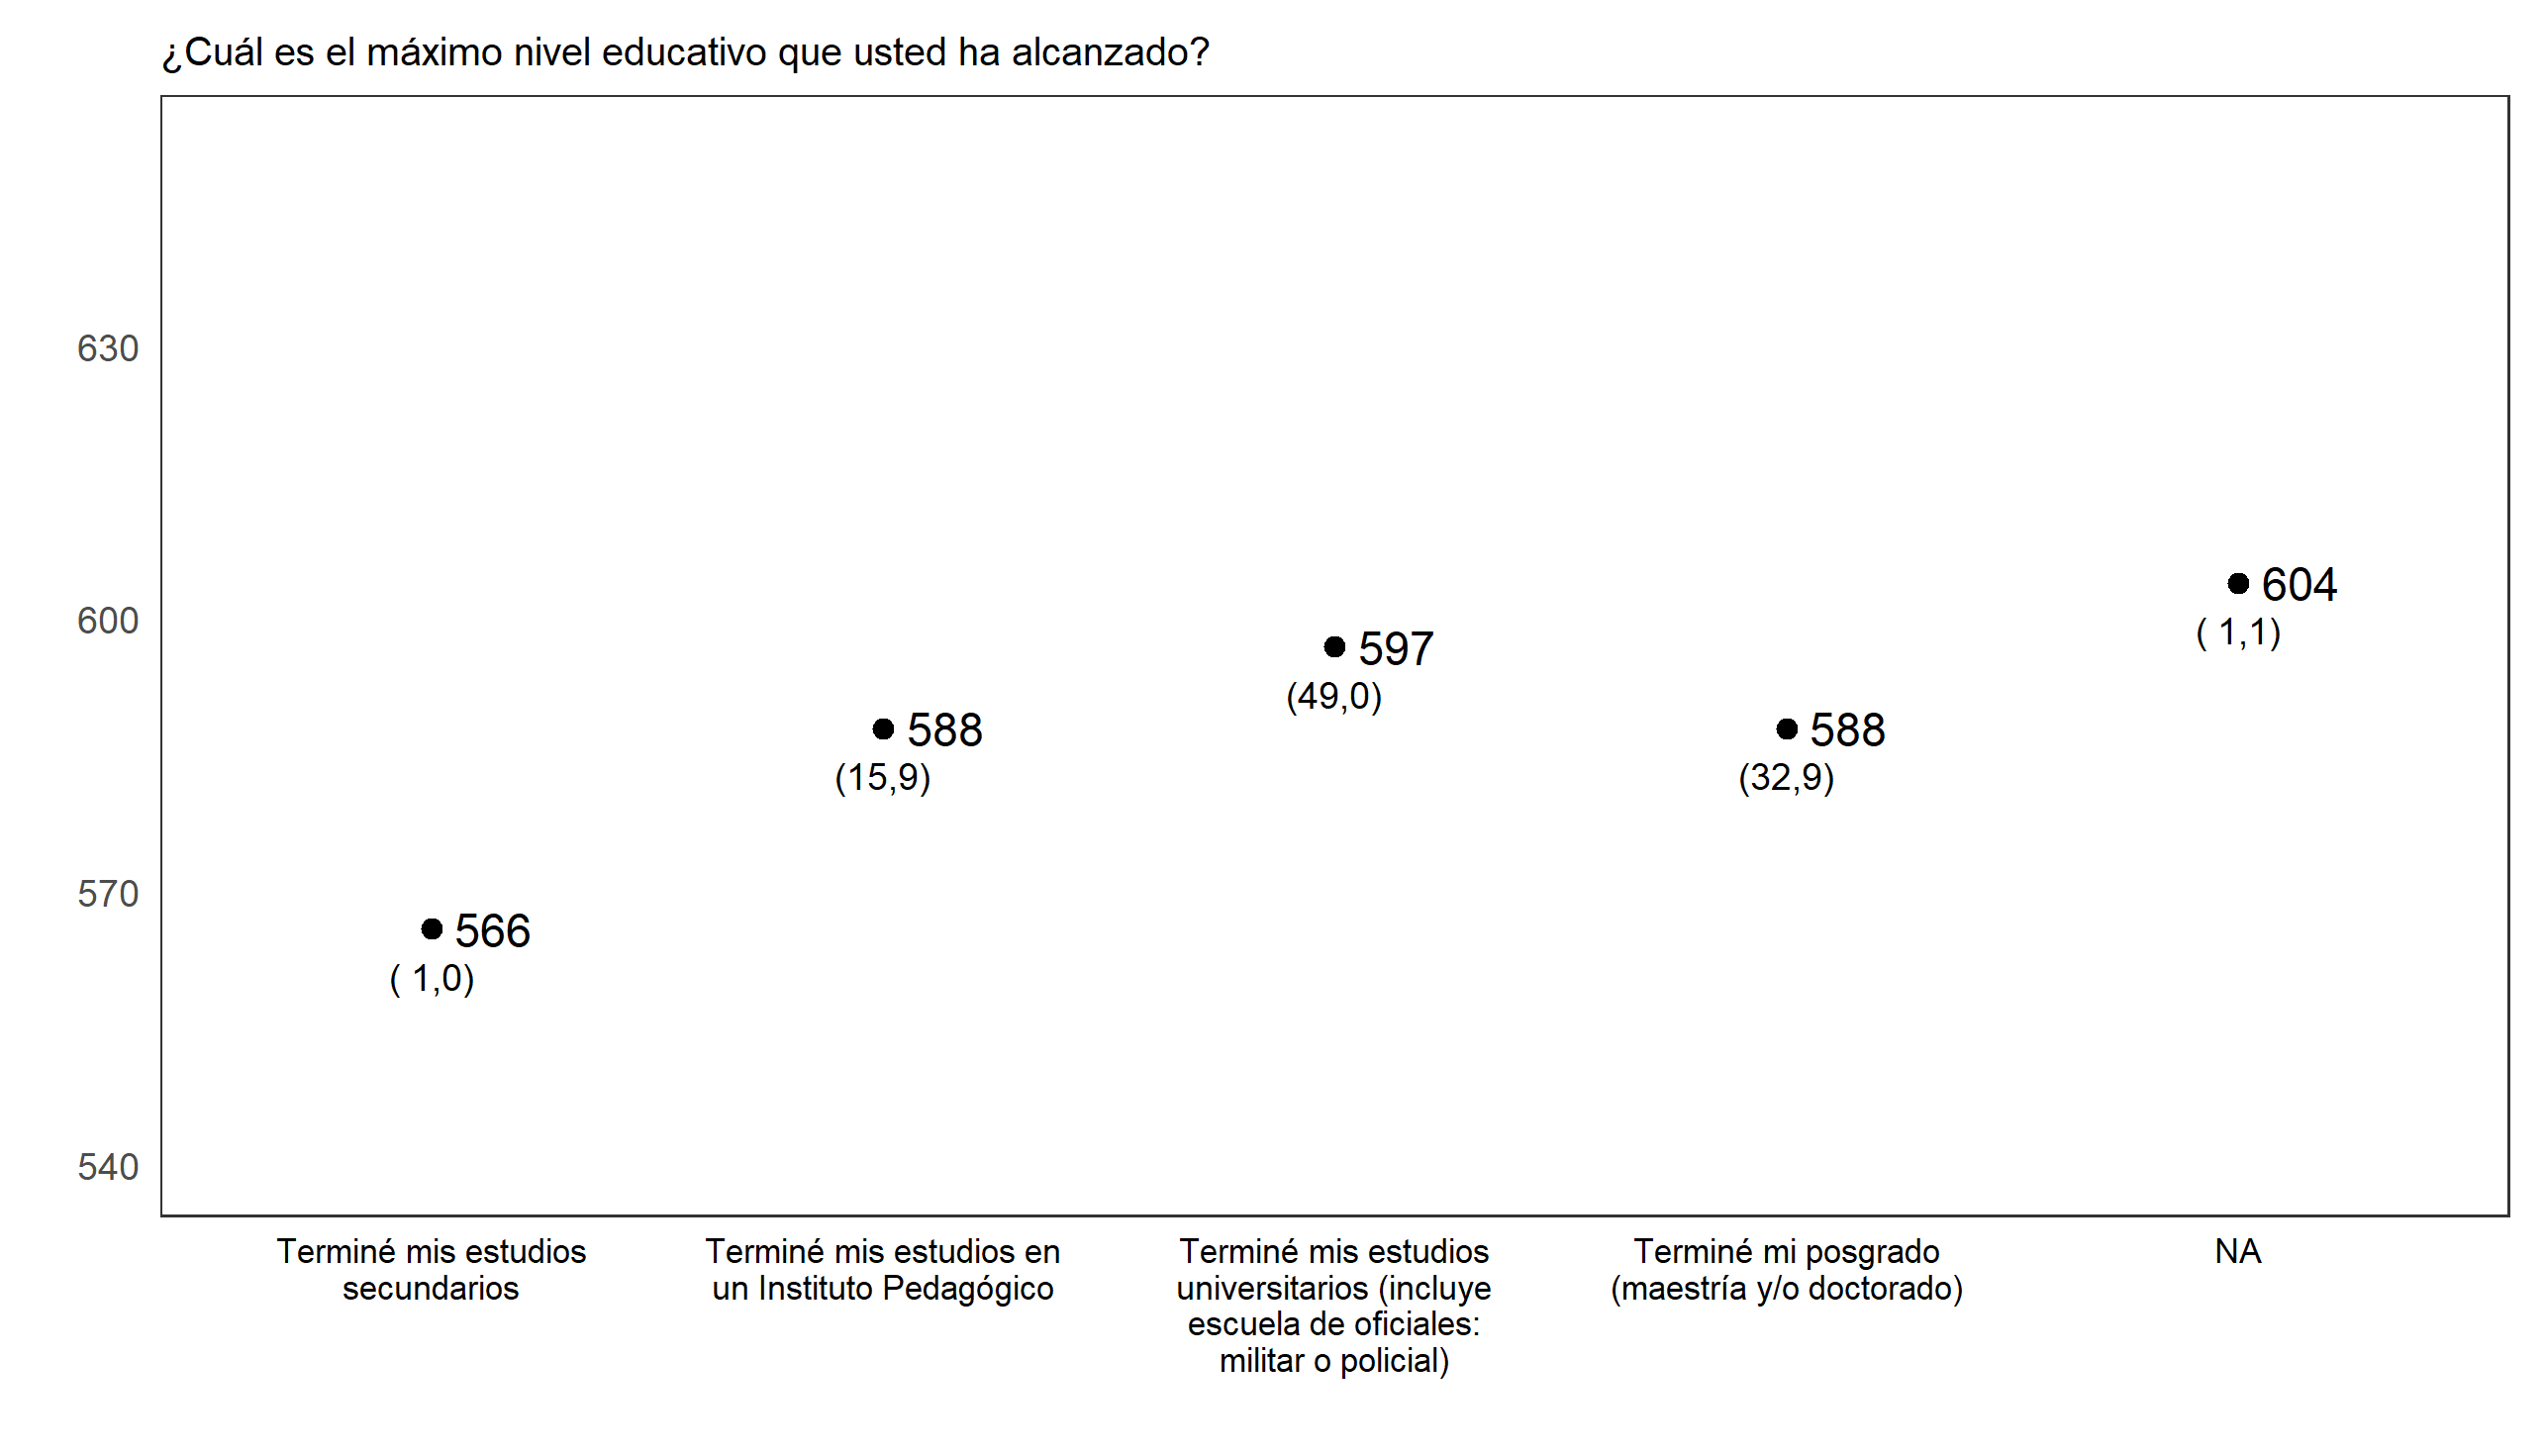 ¿Cuál es el máximo nivel educativo que usted ha alcanzado?
630
600
570
540
566
( 1,0)
588
(15,9)
597
(49,0)
588
(32,9)
604
( 1,1)
Terminé mis estudios
secundarios
Terminé mis estudios en
un Instituto Pedagógico
Terminé mis estudios
universitarios (incluye
escuela de oficiales:
militar o policial)
Terminé mi posgrado
(maestría y/o doctorado)
NA